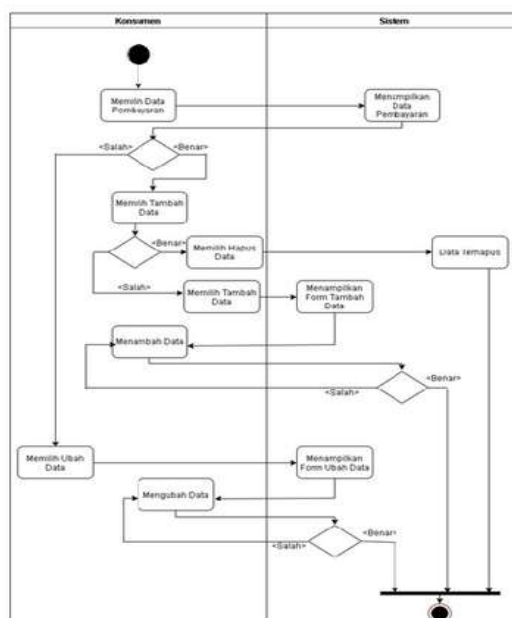 Konsumen
Sistem
Memilih Data
Pembayaran
Menampilkan
Data
Pembayaran
<Salah>
<Benar>
Memilih Tambah
Data
<Benar>
Memilih Hapus
Data
Data Terhapus
<Salah>
Memilih Tambah
Data
Menampilkan
Form Tambah
Data
Menambah Data
<Salah>
<Benar>
Memilih Ubah
Data
Menampilkan
Form Ubah Data
Mengubah Data
<Salah>
<Benar>